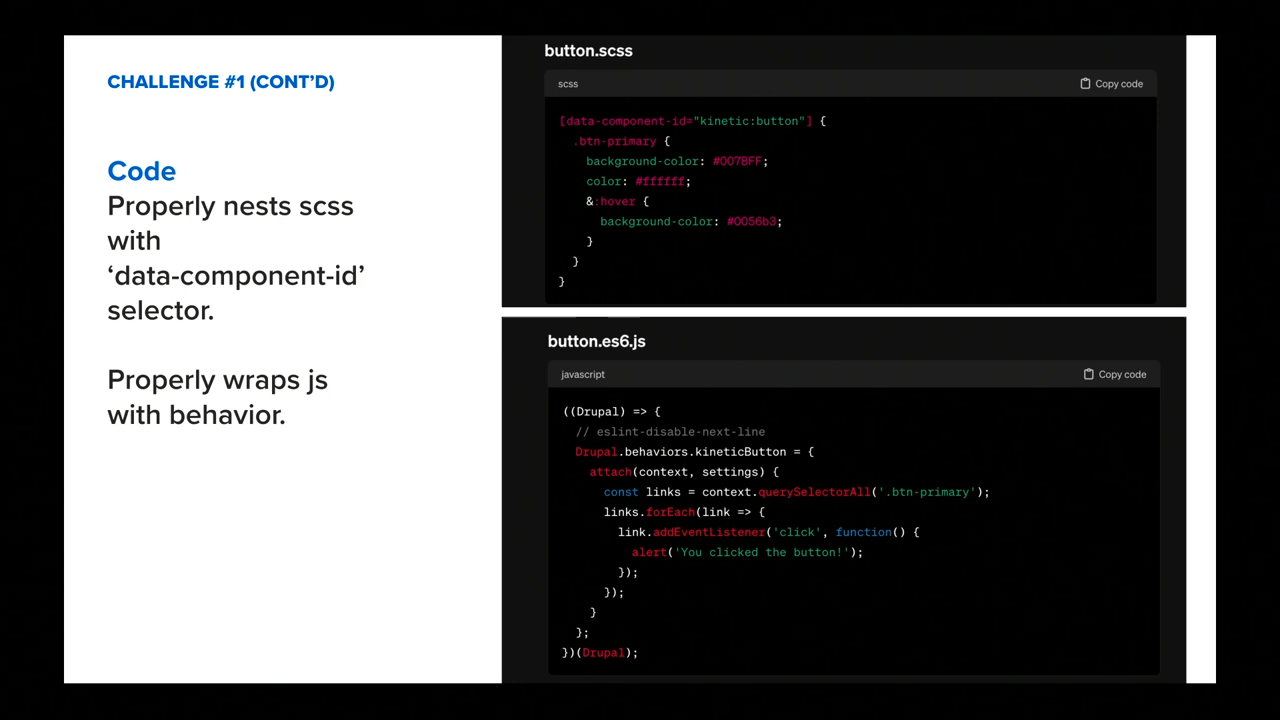 CHALLENGE #1 (CONT’D)
Code
Properly nests scss
with
‘data-component-id’
selector.
Properly wraps js
with behavior.
button.scss
scss
Copy code
[data-component-id="kinetic:button"] {
.btn-primary {
background-color: #007BFF;
color: #ffffff;
&:hover {
background-color: #0056b3;
}
}
}
button.es6.js
javascript
Copy code
((Drupal) => {
// eslint-disable-next-line
Drupal.behaviors.kineticButton = {
attach(context, settings) {
const links = context.querySelectorAll('.btn-primary');
links.forEach(link => {
link.addEventListener('click', function() {
alert('You clicked the button!');
});
});
}
};
})(Drupal);